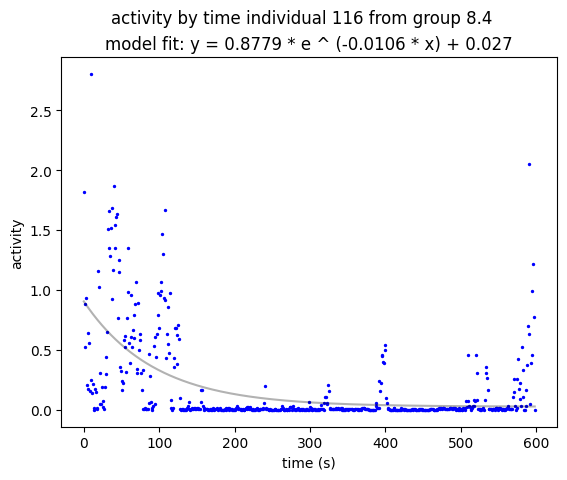 activity by time individual 116 from group 8.4
model fit: y = 0.8779 * e ^ (-0.0106 * x) + 0.027
2.5
2.0
1.5
1.0
0.5
0.0
activity
0 100 200 300 400 500 600
time (s)